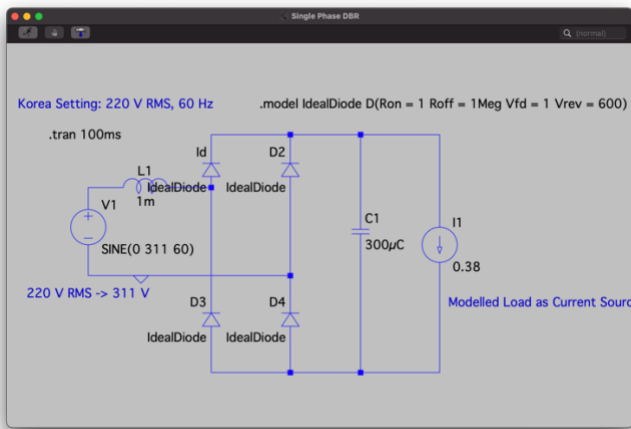 Single Phase DBR
(normal)
Korea Setting: 220 V RMS, 60 Hz
.model IdealDiode D(Ron = 1 Roff = 1Meg Vfd = 1 Vrev = 600)
.tran 100ms
Id
D2
L1
IdealDiode
IdealDiode
1m
V1
C1
I1
SINE(0 311 60)
300µC
0.38
220 V RMS -> 311 V
D3
D4
Modelled Load as Current Sourc
IdealDiode
IdealDiode